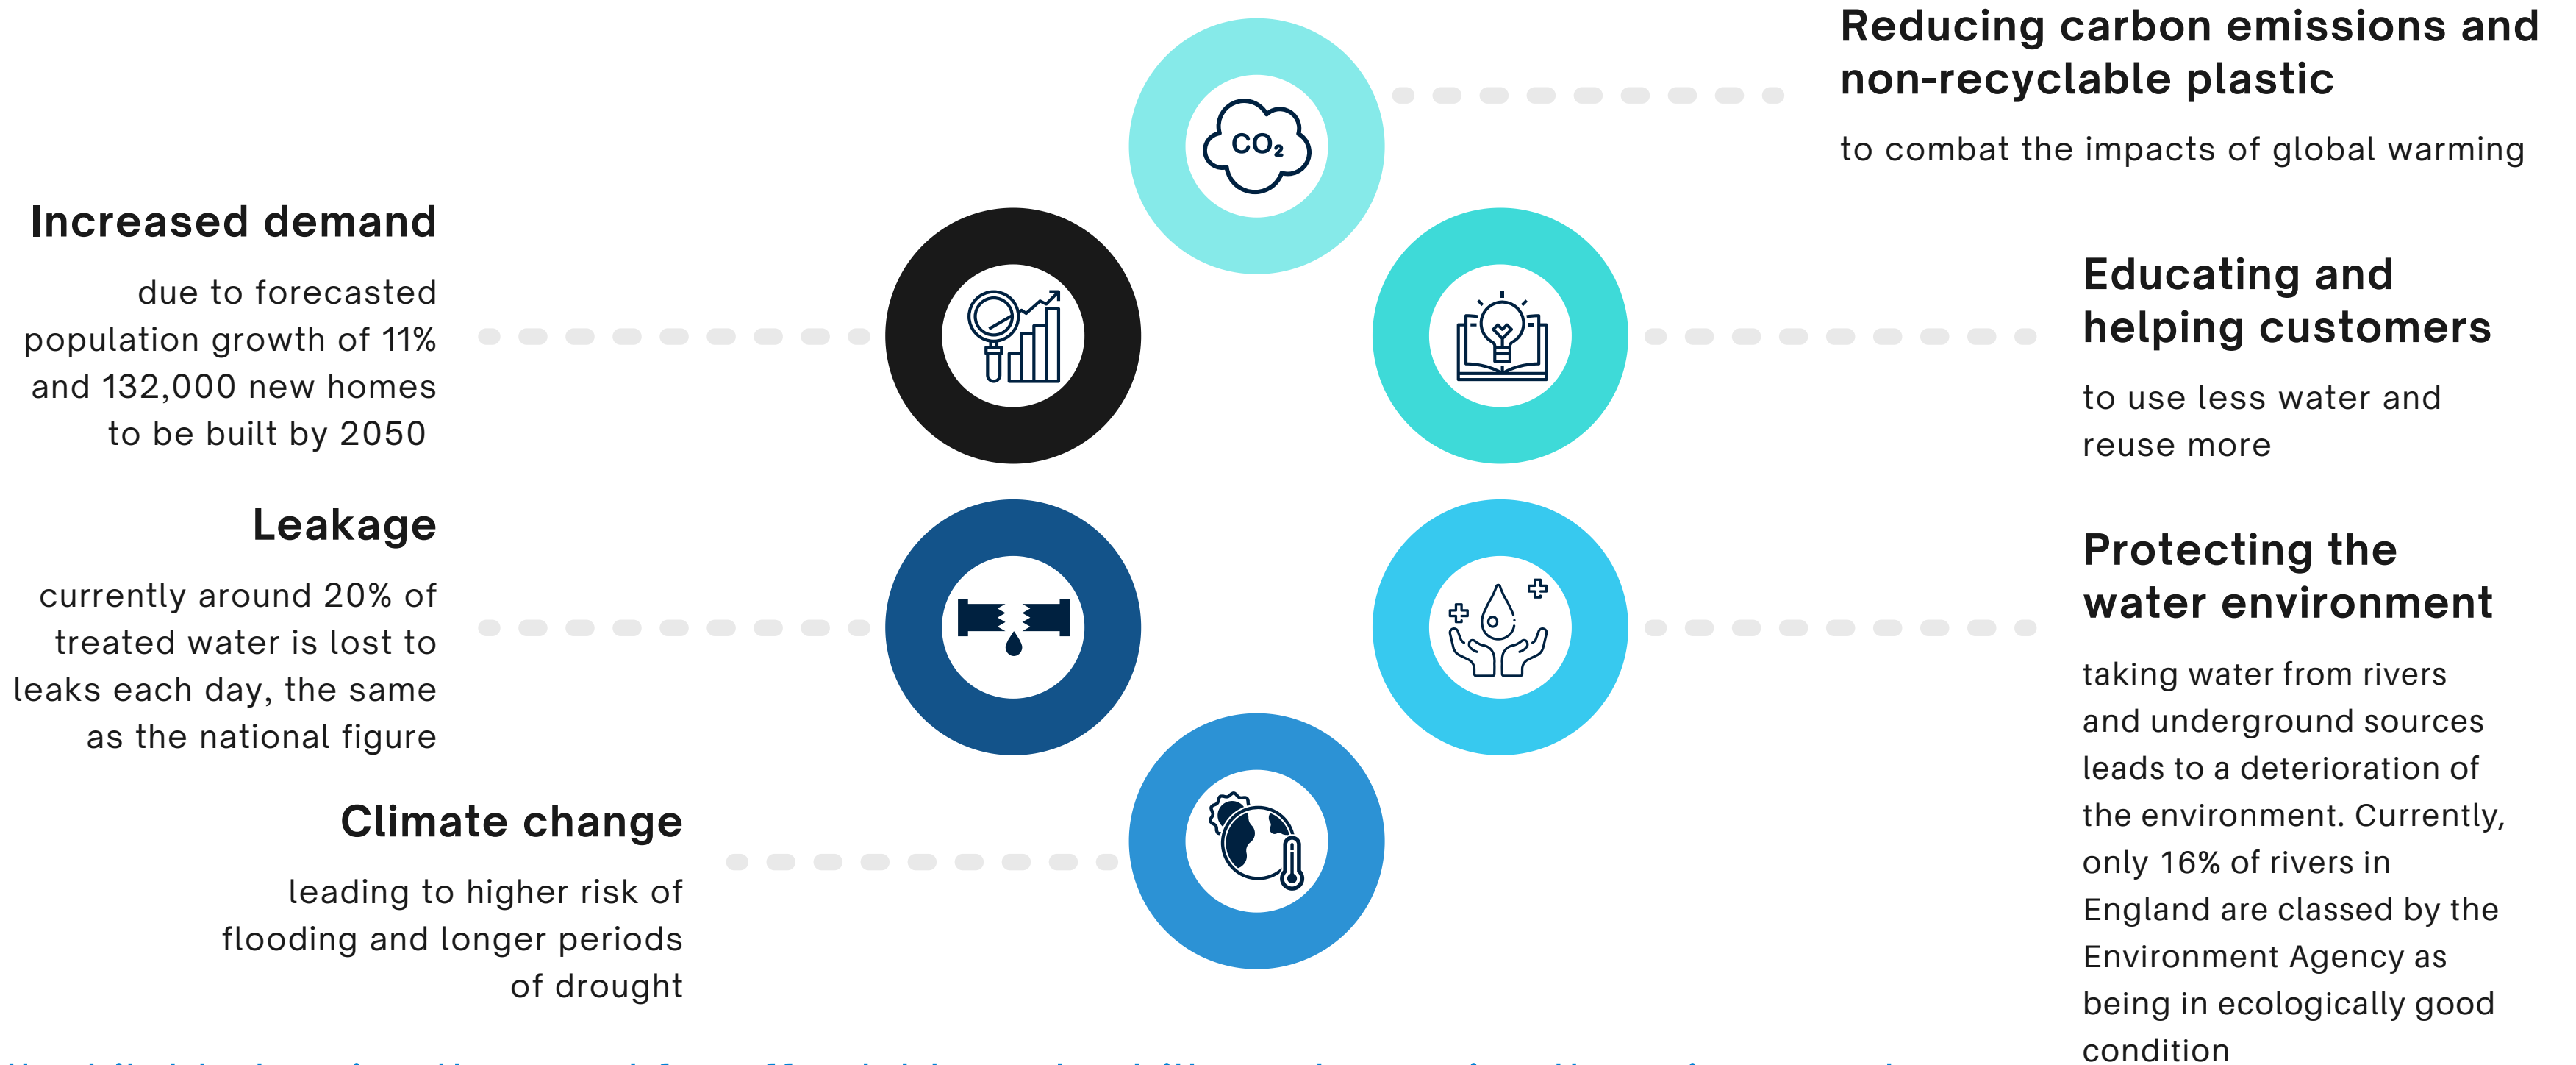 Reducing carbon emissions and
non-recyclable plastic
to combat the impacts of global warming
CO₂
Increased demand
due to forecasted
population growth of 11%
and 132,000 new homes
to be built by 2050
Educating and
helping customers
to use less water and
reuse more
Leakage
currently around 20% of
treated water is lost to
leaks each day, the same
as the national figure
Protecting the
water environment
taking water from rivers
and underground sources
leads to a deterioration of
the environment. Currently,
only 16% of rivers in
England are classed by the
Environment Agency as
being in ecologically good
condition
Climate change
leading to higher risk of
flooding and longer periods
of drought